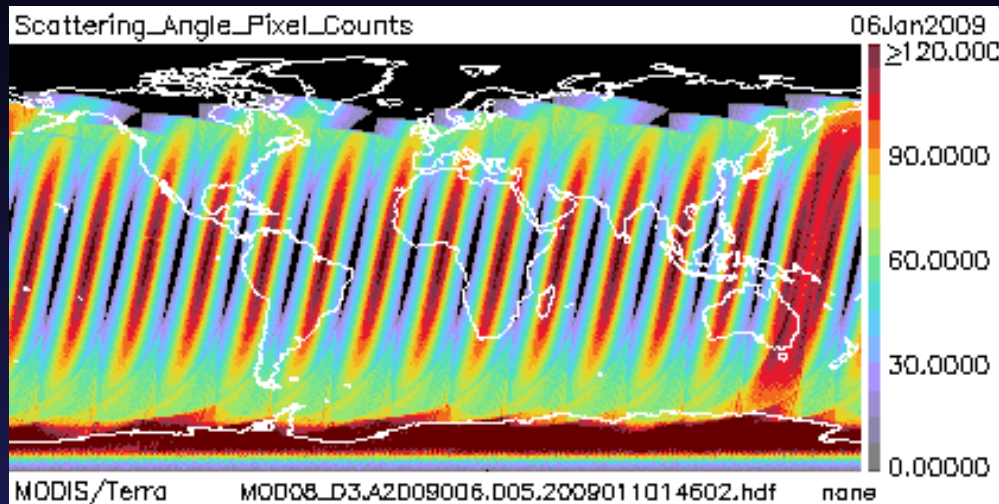 Scattering_Angle_Pixel_Counts
06Jan2009
≥120.000
90.0000
60.0000
30.0000
0.00000
MODIS/Terra
MOD08_D3.A2009006.005.2009011014602.hdf
none